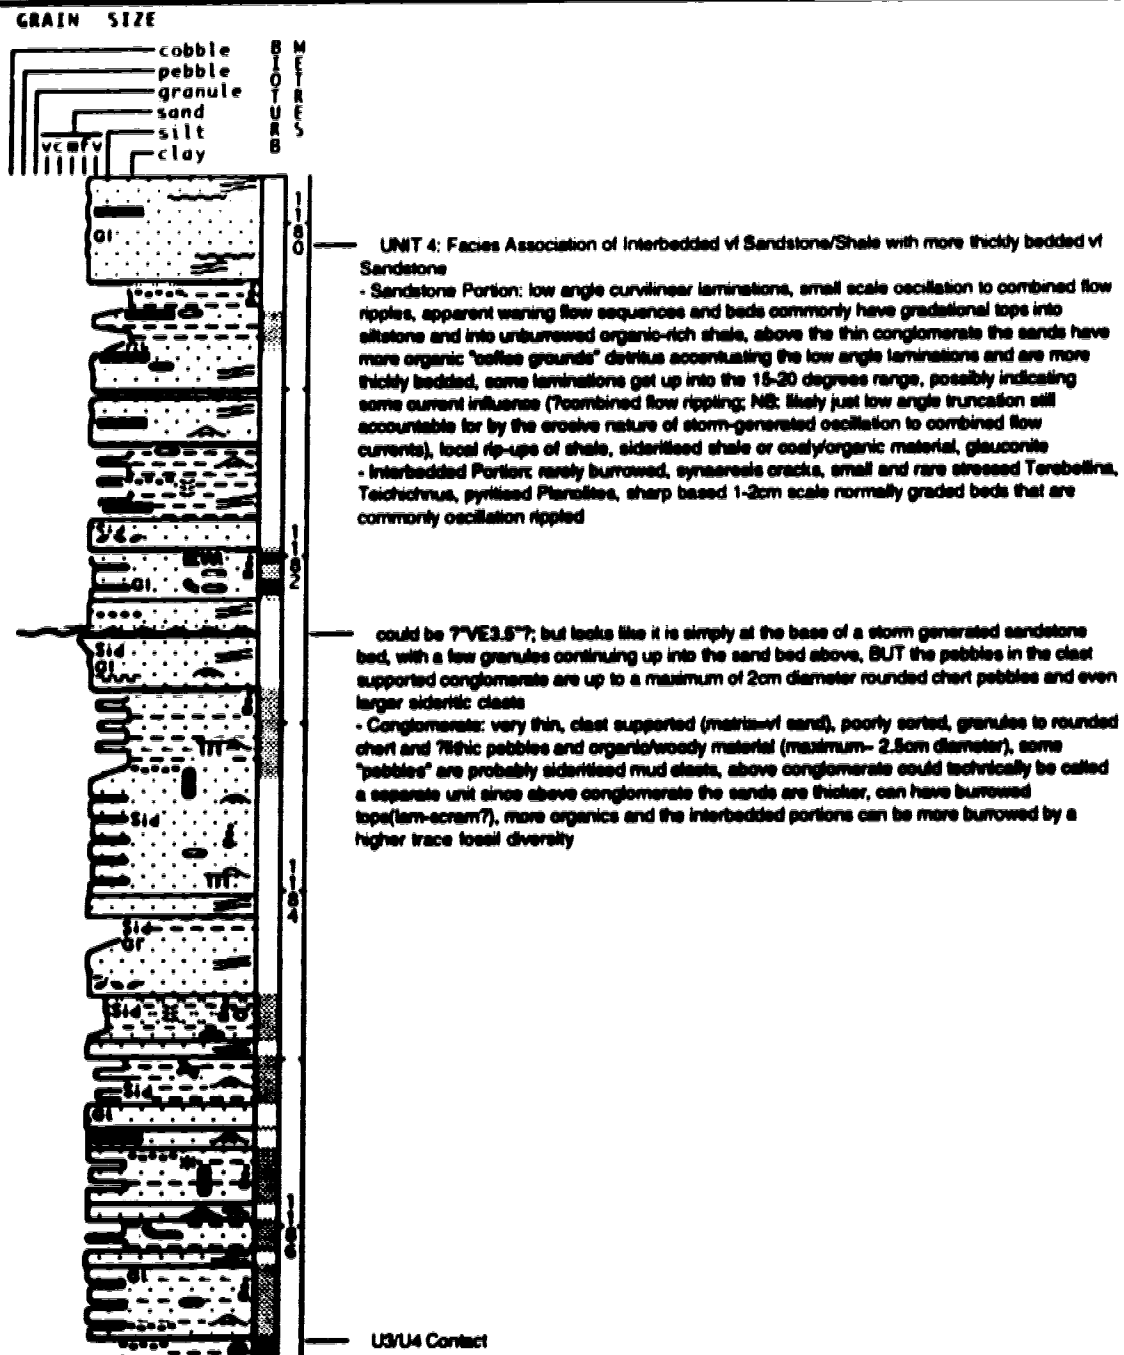 GRAIN SIZE
cobble
pebble
granule
sand
silt
vcmfv
clay
BIOTURB
METRES
1180
Gl
UNIT 4: Facies Association of Interbedded vf Sandstone/Shale with more thickly bedded vf
Sandstone
- Sandstone Portion: low angle curvilinear laminations, small scale oscillation to combined flow
ripples, apparent waning flow sequences and beds commonly have gradational tops into
siltstone and into unburrowed organic-rich shale, above the thin conglomerate the sands have
more organic "coffee grounds" detritus accentuating the low angle laminations and are more
thickly bedded, some laminations get up into the 15-20 degrees range, possibly indicating
some current influence (?combined flow rippling; NB: likely just low angle truncation still
accountable for by the erosive nature of storm-generated oscillation to combined flow
currents), local rip-ups of shale, sideritised shale or coaly/organic material, glauconite
- Interbedded Portion: rarely burrowed, synaeresis cracks, small and rare stressed Terebellina,
Teichichnus, pyritised Planolites, sharp based 1-2cm scale normally graded beds that are
commonly oscillation rippled
Sid
1182
Gl
could be ?"VE3.5"?; but looks like it is simply at the base of a storm generated sandstone
bed, with a few granules continuing up into the sand bed above, BUT the pebbles in the clast
supported conglomerate are up to a maximum of 2cm diameter rounded chert pebbles and even
larger sideritic clasts
- Conglomerate: very thin, clast supported (matrix=vf sand), poorly sorted, granules to rounded
chert and ?lithic pebbles and organic/woody material (maximum- 2.5cm diameter), some
"pebbles" are probably sideritised mud clasts, above conglomerate could technically be called
a separate unit since above conglomerate the sands are thicker, can have burrowed
tops(lam-scram?), more organics and the interbedded portions can be more burrowed by a
higher trace fossil diversity
Sid
Gl
Sid
1184
Sid
Gl
Sid
Sid
Gl
1186
Gl
U3/U4 Contact